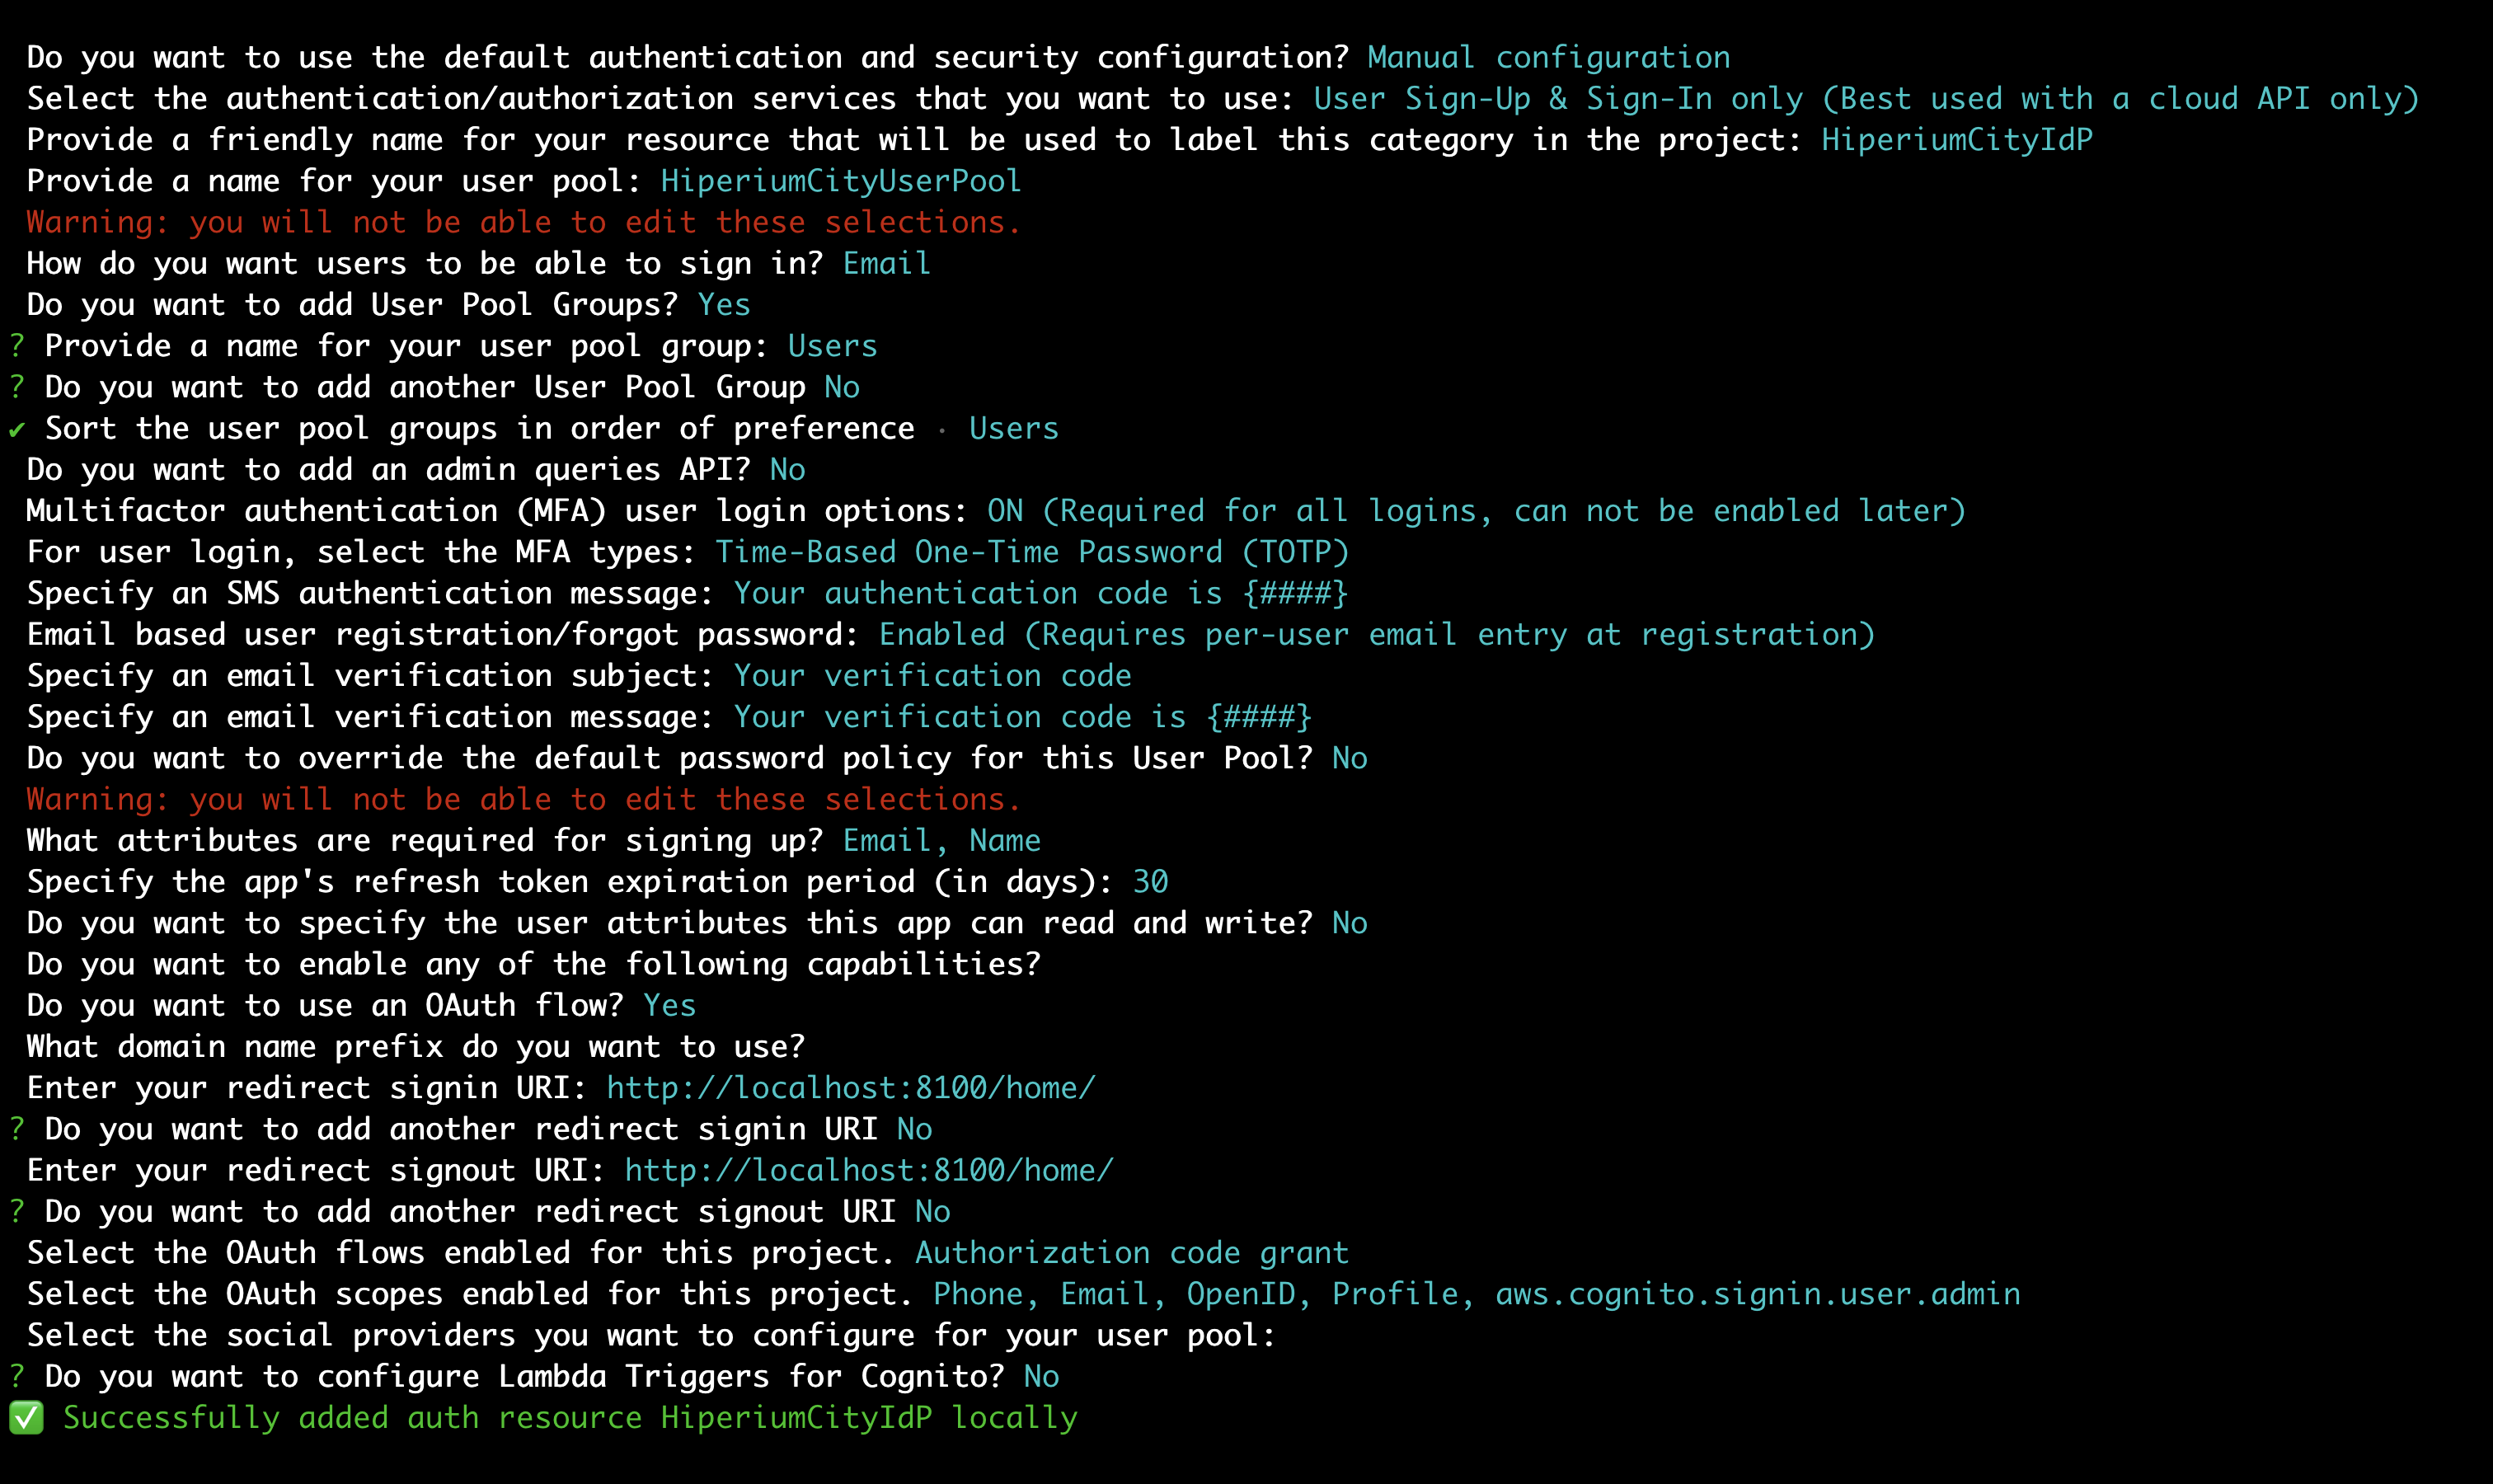 Do you want to use the default authentication and security configuration? Manual configuration
Select the authentication/authorization services that you want to use: User Sign-Up & Sign-In only (Best used with a cloud API only)
Provide a friendly name for your resource that will be used to label this category in the project: HiperiumCityIdP
Provide a name for your user pool: HiperiumCityUserPool
Warning: you will not be able to edit these selections.
How do you want users to be able to sign in? Email
Do you want to add User Pool Groups? Yes
? Provide a name for your user pool group: Users
? Do you want to add another User Pool Group No
✔ Sort the user pool groups in order of preference · Users
Do you want to add an admin queries API? No
Multifactor authentication (MFA) user login options: ON (Required for all logins, can not be enabled later)
For user login, select the MFA types: Time-Based One-Time Password (TOTP)
Specify an SMS authentication message: Your authentication code is {####}
Email based user registration/forgot password: Enabled (Requires per-user email entry at registration)
Specify an email verification subject: Your verification code
Specify an email verification message: Your verification code is {####}
Do you want to override the default password policy for this User Pool? No
Warning: you will not be able to edit these selections.
What attributes are required for signing up? Email, Name
Specify the app's refresh token expiration period (in days): 30
Do you want to specify the user attributes this app can read and write? No
Do you want to enable any of the following capabilities?
Do you want to use an OAuth flow? Yes
What domain name prefix do you want to use?
Enter your redirect signin URI: http://localhost:8100/home/
? Do you want to add another redirect signin URI No
Enter your redirect signout URI: http://localhost:8100/home/
? Do you want to add another redirect signout URI No
Select the OAuth flows enabled for this project. Authorization code grant
Select the OAuth scopes enabled for this project. Phone, Email, OpenID, Profile, aws.cognito.signin.user.admin
Select the social providers you want to configure for your user pool:
? Do you want to configure Lambda Triggers for Cognito? No
✅ Successfully added auth resource HiperiumCityIdP locally